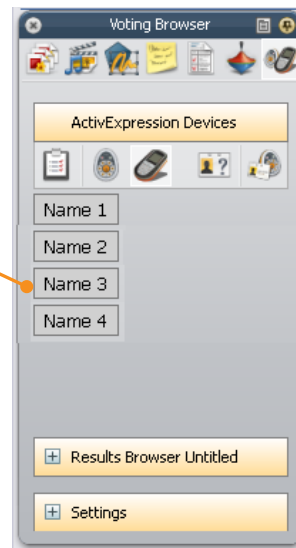 Voting Browser
ActivExpression Devices
Name 1
Name 2
Name 3
Name 4
Results Browser Untitled
Settings